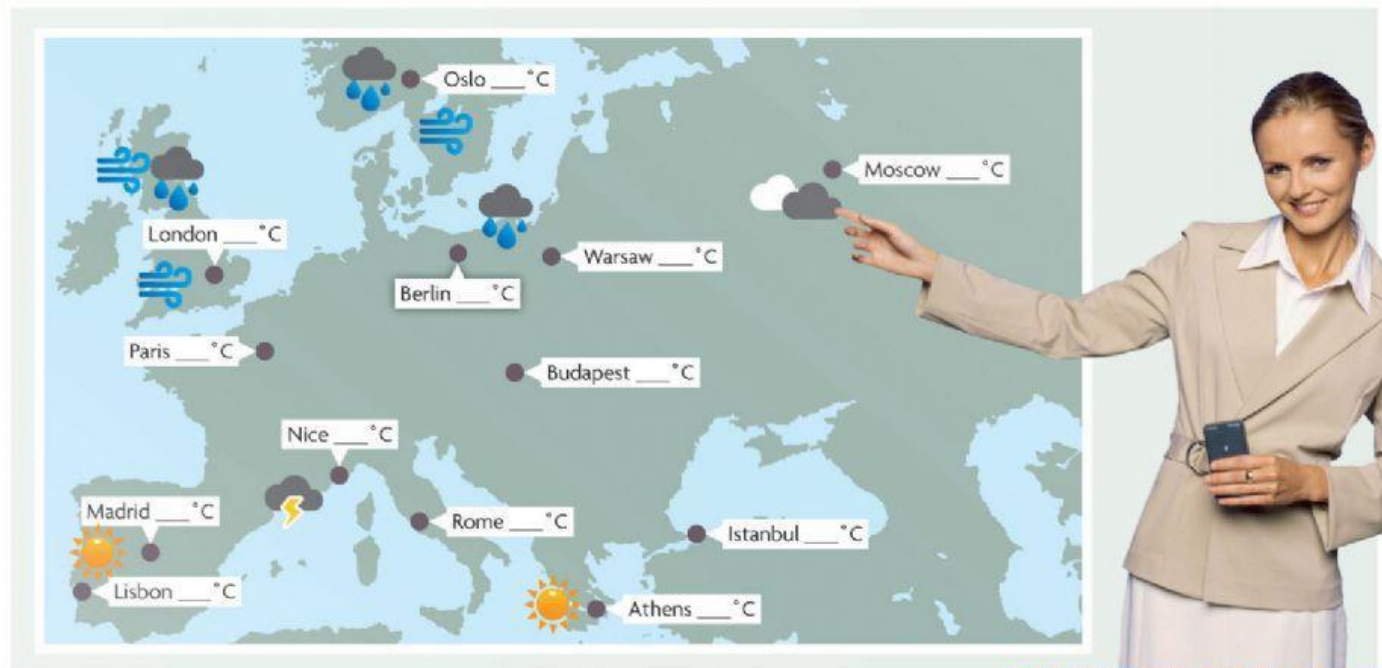 Oslo ___°C
Moscow ___°C
London ___°C
Warsaw ___°C
Berlin ___°C
Paris ___°C
Budapest ___°C
Nice ___°C
Madrid ___°C
Rome ___°C
Istanbul ___°C
Lisbon ___°C
Athens ___°C